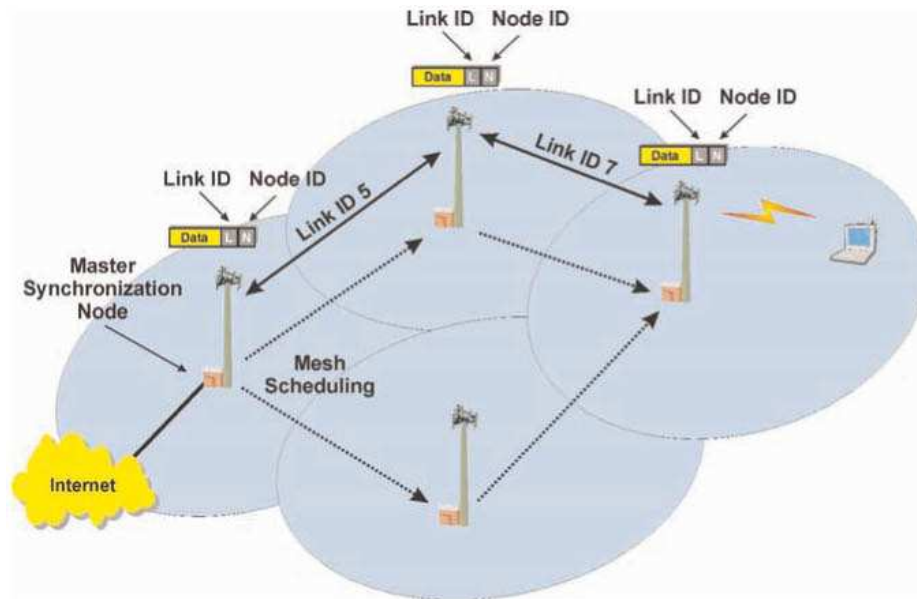 Link ID Node ID
Data L N
Link ID Node ID
Data L N
Link ID 7
Link ID Node ID
Data L N
Link ID 5
Master
Synchronization
Node
Mesh
Scheduling
Internet